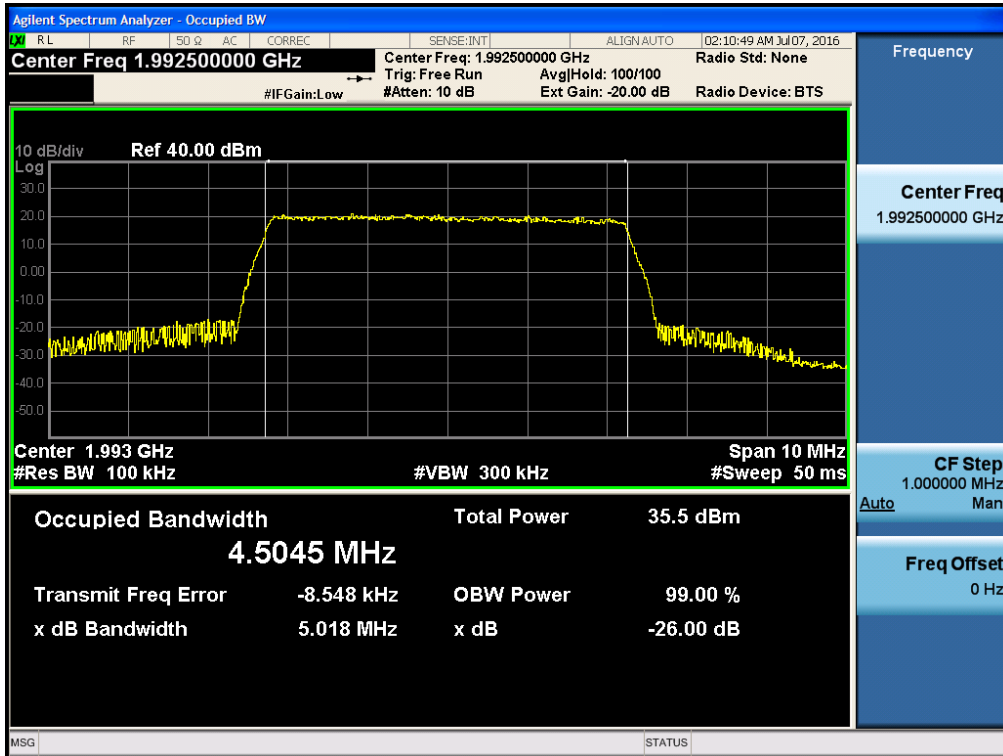 Agilent Spectrum Analyzer - Occupied BW
LXI RL RF 50 Ω AC CORREC SENSE:INT ALIGN AUTO 02:10:49 AM Jul 07, 2016
Center Freq 1.992500000 GHz
Center Freq: 1.992500000 GHz Radio Std: None
Trig: Free Run Avg|Hold: 100/100
#IFGain:Low #Atten: 10 dB Ext Gain: -20.00 dB Radio Device: BTS
10 dB/div Ref 40.00 dBm
Log
30.0
20.0
10.0
0.00
-10.0
-20.0
-30.0
-40.0
-50.0
Center 1.993 GHz Span 10 MHz
#Res BW 100 kHz #VBW 300 kHz #Sweep 50 ms
Occupied Bandwidth Total Power 35.5 dBm
4.5045 MHz
Transmit Freq Error -8.548 kHz OBW Power 99.00 %
x dB Bandwidth 5.018 MHz x dB -26.00 dB
MSG STATUS
Frequency
Center Freq
1.992500000 GHz
CF Step
1.000000 MHz
Auto Man
Freq Offset
0 Hz